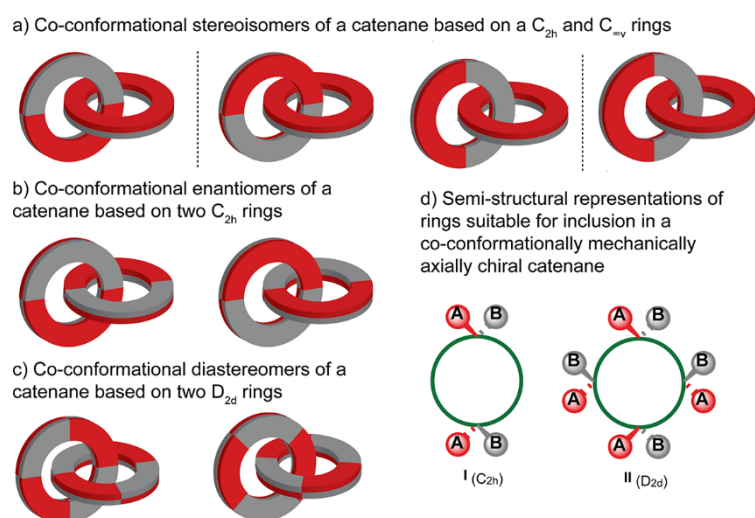 a) Co-conformational stereoisomers of a catenane based on a C2h and C∞v rings
b) Co-conformational enantiomers of a
catenane based on two C2h rings
c) Co-conformational diastereomers of a
catenane based on two D2d rings
d) Semi-structural representations of
rings suitable for inclusion in a
co-conformationally mechanically
axially chiral catenane
A B A B
B B
A A
A B A B
I (C2h) II (D2d)